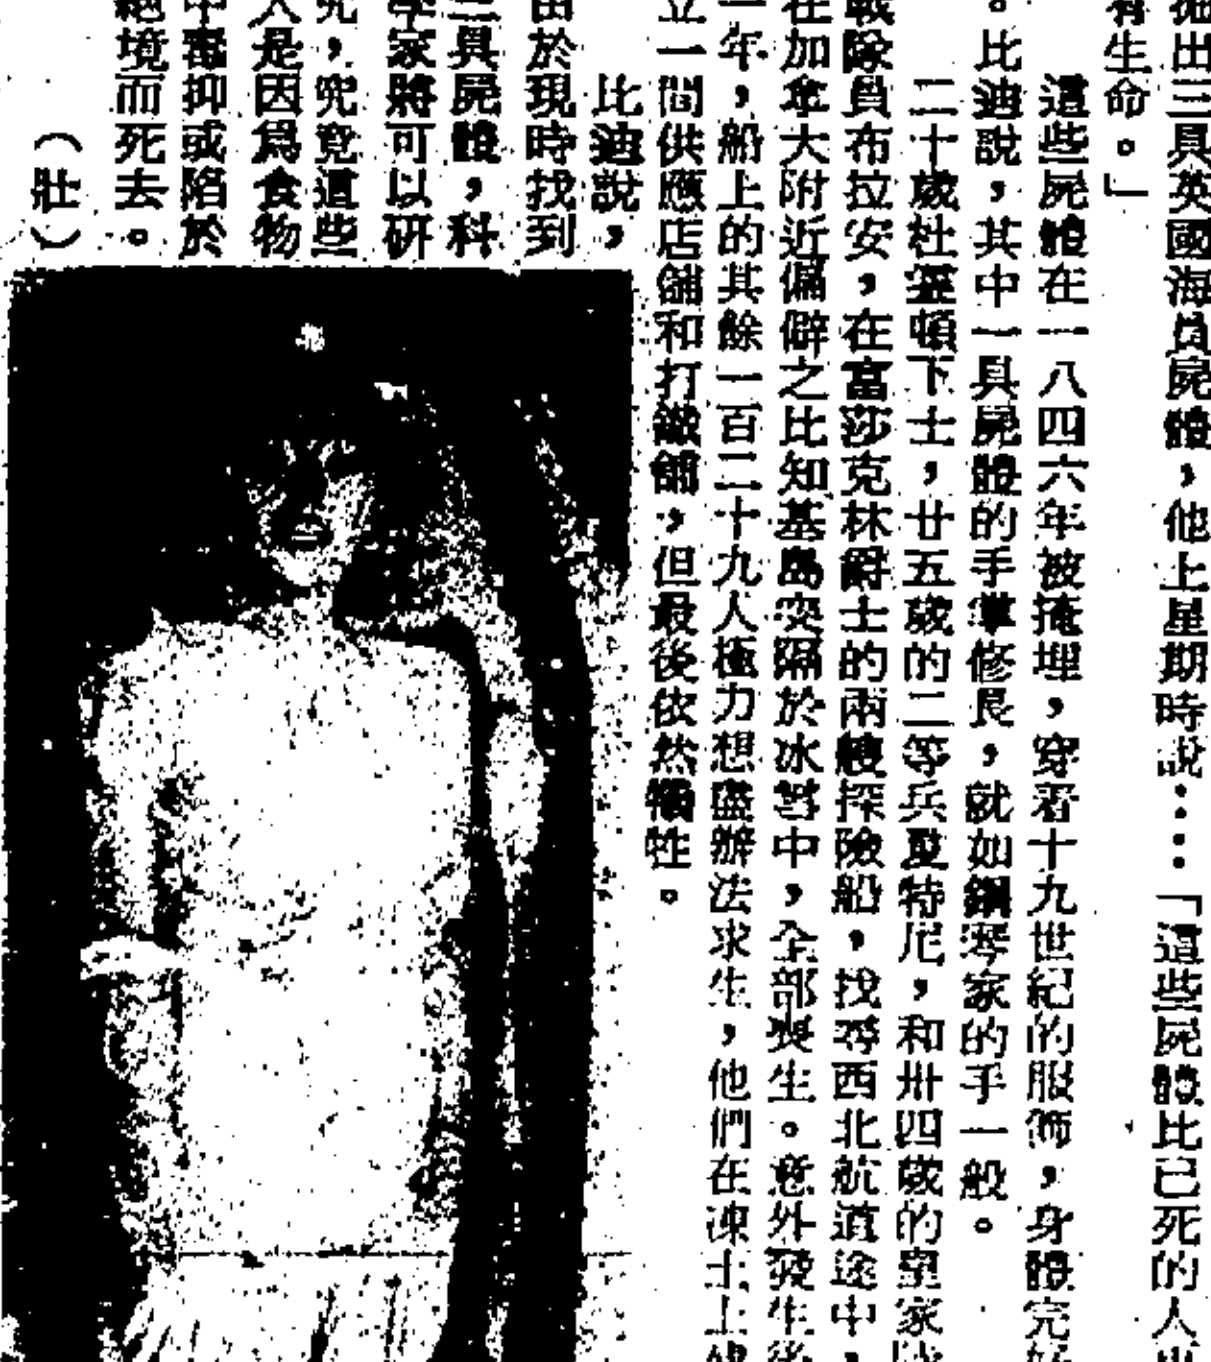 掘出三具英國海員屍體，他上星期時說：…「這些屍體比已死的人
有生命。」
這些屍體在一八四六年被掩埋，穿着十九世紀的服飾，身體完好
。比迪說，其中一具屍體的手掌修長，就如鋼琴家的手一般。
二十歲杜靈頓下士，廿五歲的二等兵夏特尼，和卅四歲的皇家
戰隊員布拉安，在富莎克林爵士的兩艘探險船，找尋西北航道途中，
在加拿大附近偏僻之比知基島突隔於冰雪中，全部喪生。意外發生後
一年，船上的其餘一百二十九人極力想盡辦法求生，他們在凍土上
立一間供應店舖和打鐵舖，但最後依然犧牲。
比迪說，
由於現時找到
三具屍體，科
學家將可以研
究，究竟這些
人是因爲食物
中毒抑或陷於
絕境而死去。
（壯）